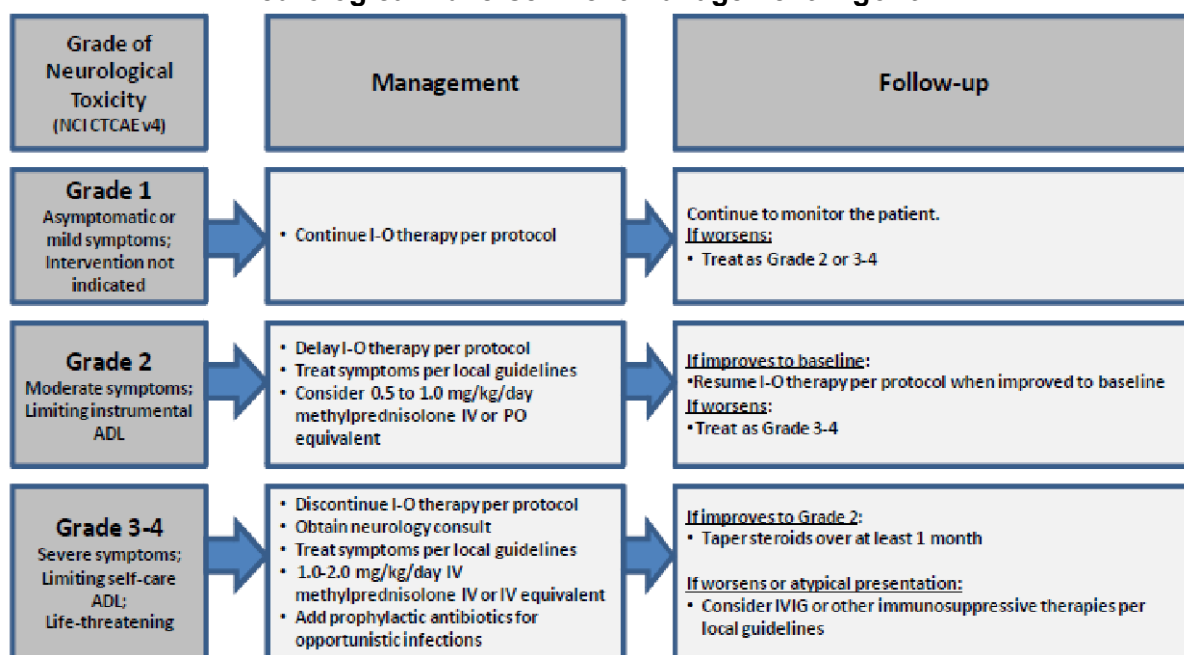 Grade of
Neurological
Toxicity
(NCI CTCAE v4)
Management
Follow-up
Grade 1
Asymptomatic or
mild symptoms;
Intervention not
indicated
• Continue I-O therapy per protocol
Continue to monitor the patient.
If worsens:
• Treat as Grade 2 or 3-4
Grade 2
Moderate symptoms;
Limiting instrumental
ADL
• Delay I-O therapy per protocol
• Treat symptoms per local guidelines
• Consider 0.5 to 1.0 mg/kg/day
methylprednisolone IV or PO
equivalent
If improves to baseline:
•Resume I-O therapy per protocol when improved to baseline
If worsens:
•Treat as Grade 3-4
Grade 3-4
Severe symptoms;
Limiting self-care
ADL;
Life-threatening
• Discontinue I-O therapy per protocol
• Obtain neurology consult
• Treat symptoms per local guidelines
• 1.0-2.0 mg/kg/day IV
methylprednisolone IV or IV equivalent
• Add prophylactic antibiotics for
opportunistic infections
If improves to Grade 2:
• Taper steroids over at least 1 month
If worsens or atypical presentation:
• Consider IVIG or other immunosuppressive therapies per
local guidelines